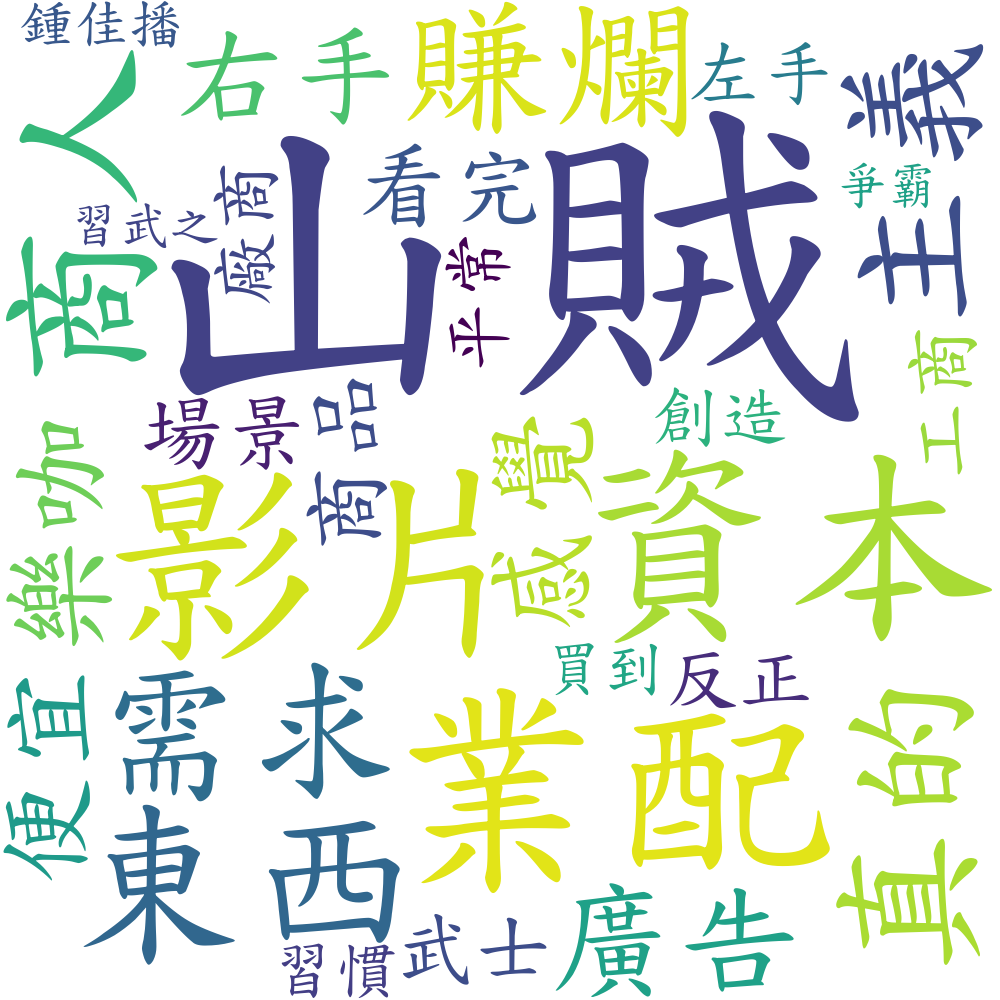 鍾佳播
右手
賺爛
左手
商人
主義
看完
山賊
爭霸
習武之
廠商
平常
工商
場景
商品
感覺
創造
樂咖
影片
資本
買到
反正
便宜
需求
業配
真的
東西
習慣
武士
廣告